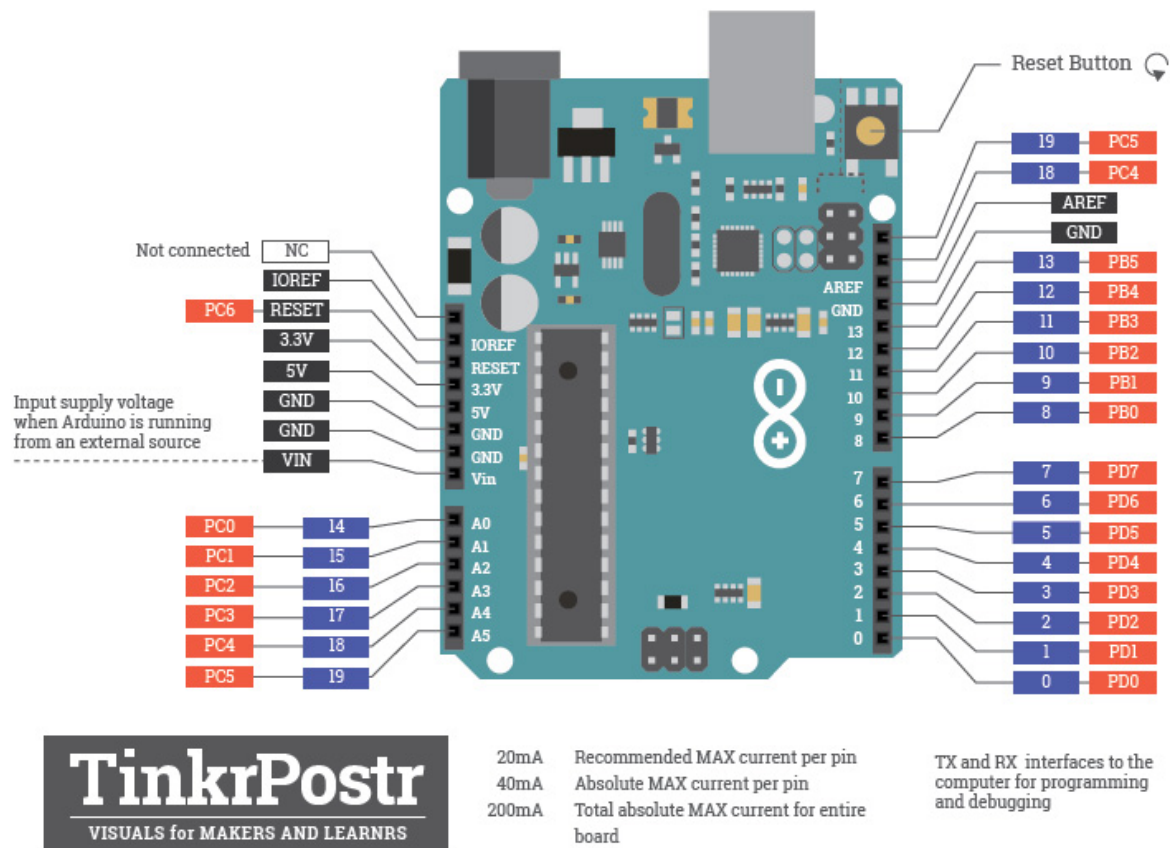 Reset Button
19 PC5
18 PC4
AREF
GND
13 PB5
12 PB4
11 PB3
10 PB2
9 PB1
8 PB0
7 PD7
6 PD6
5 PD5
4 PD4
3 PD3
2 PD2
1 PD1
0 PD0
Not connected NC
IOREF
PC6 RESET
3.3V
5V
GND
GND
VIN
Input supply voltage
when Arduino is running
from an external source
PC0 14
PC1 15
PC2 16
PC3 17
PC4 18
PC5 19
IOREF
RESET
3.3V
5V
GND
GND
Vin
A0
A1
A2
A3
A4
A5
AREF
GND
13
12
11
10
9
8
7
6
5
4
3
2
1
0
TinkrPostr
VISUALS for MAKERS AND LEARNRS
20mA Recommended MAX current per pin
40mA Absolute MAX current per pin
200mA Total absolute MAX current for entire
board
TX and RX interfaces to the
computer for programming
and debugging